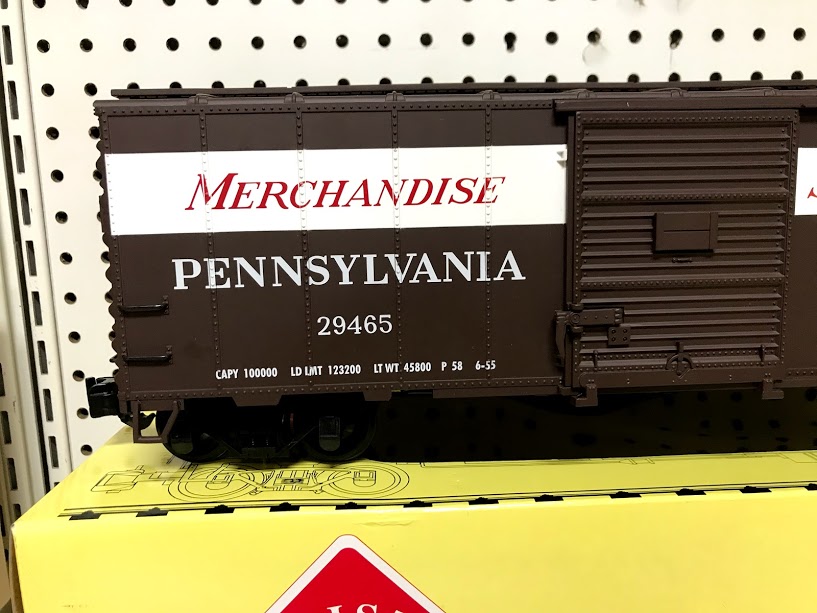 MERCHANDISE
PENNSYLVANIA
29465
CAPY 100000 LD LMT 123200 LT WT 45800 P 58 6-55